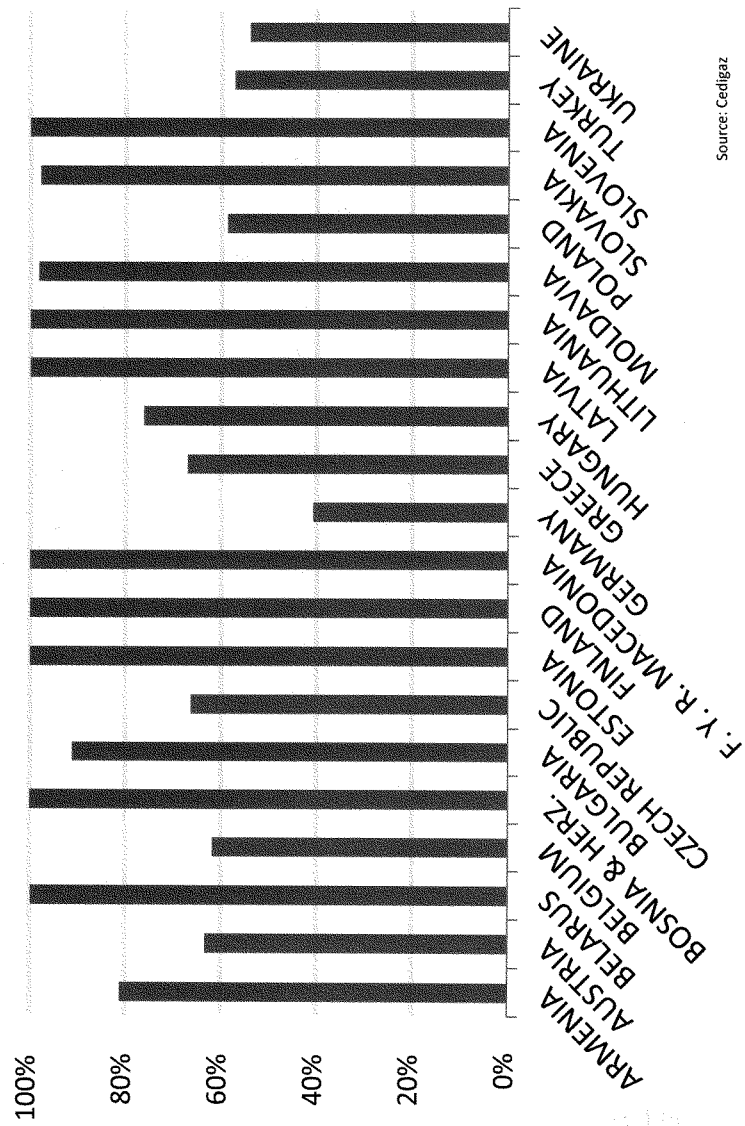 100%
80%
60%
40%
20%
0%
ARMENIA
AUSTRIA
BELARUS
BELGIUM
BOSNIA & HERZ.
BULGARIA
CZECH REPUBLIC
ESTONIA
FINLAND
F. Y. R. MACEDONIA
GERMANY
GREECE
HUNGARY
LATVIA
LITHUANIA
MOLDAVIA
POLAND
SLOVAKIA
SLOVENIA
TURKEY
UKRAINE
Source: Cedigaz